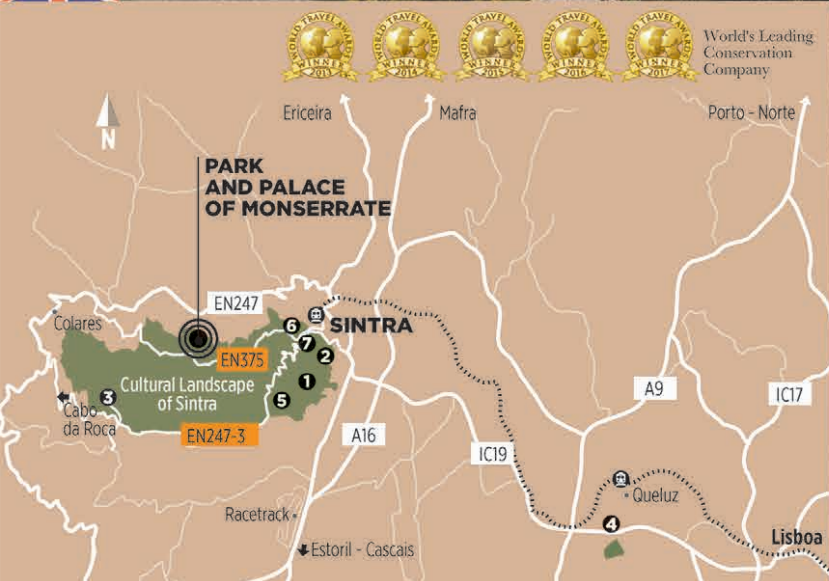 WORLD TRAVEL AWARDS
WINNER
2013
WORLD TRAVEL AWARDS
WINNER
2014
WORLD TRAVEL AWARDS
WINNER
2015
WORLD TRAVEL AWARDS
WINNER
2016
WORLD TRAVEL AWARDS
WINNER
2017
World's Leading
Conservation
Company
Ericeira
Mafra
Porto - Norte
N
PARK
AND PALACE
OF MONSERRATE
EN247
Colares
6
SINTRA
7
EN375
2
Cultural Landscape
of Sintra
1
3
5
Cabo
da Roca
EN247-3
A16
A9
IC17
IC19
Racetrack
Queluz
4
Lisboa
Estoril - Cascais